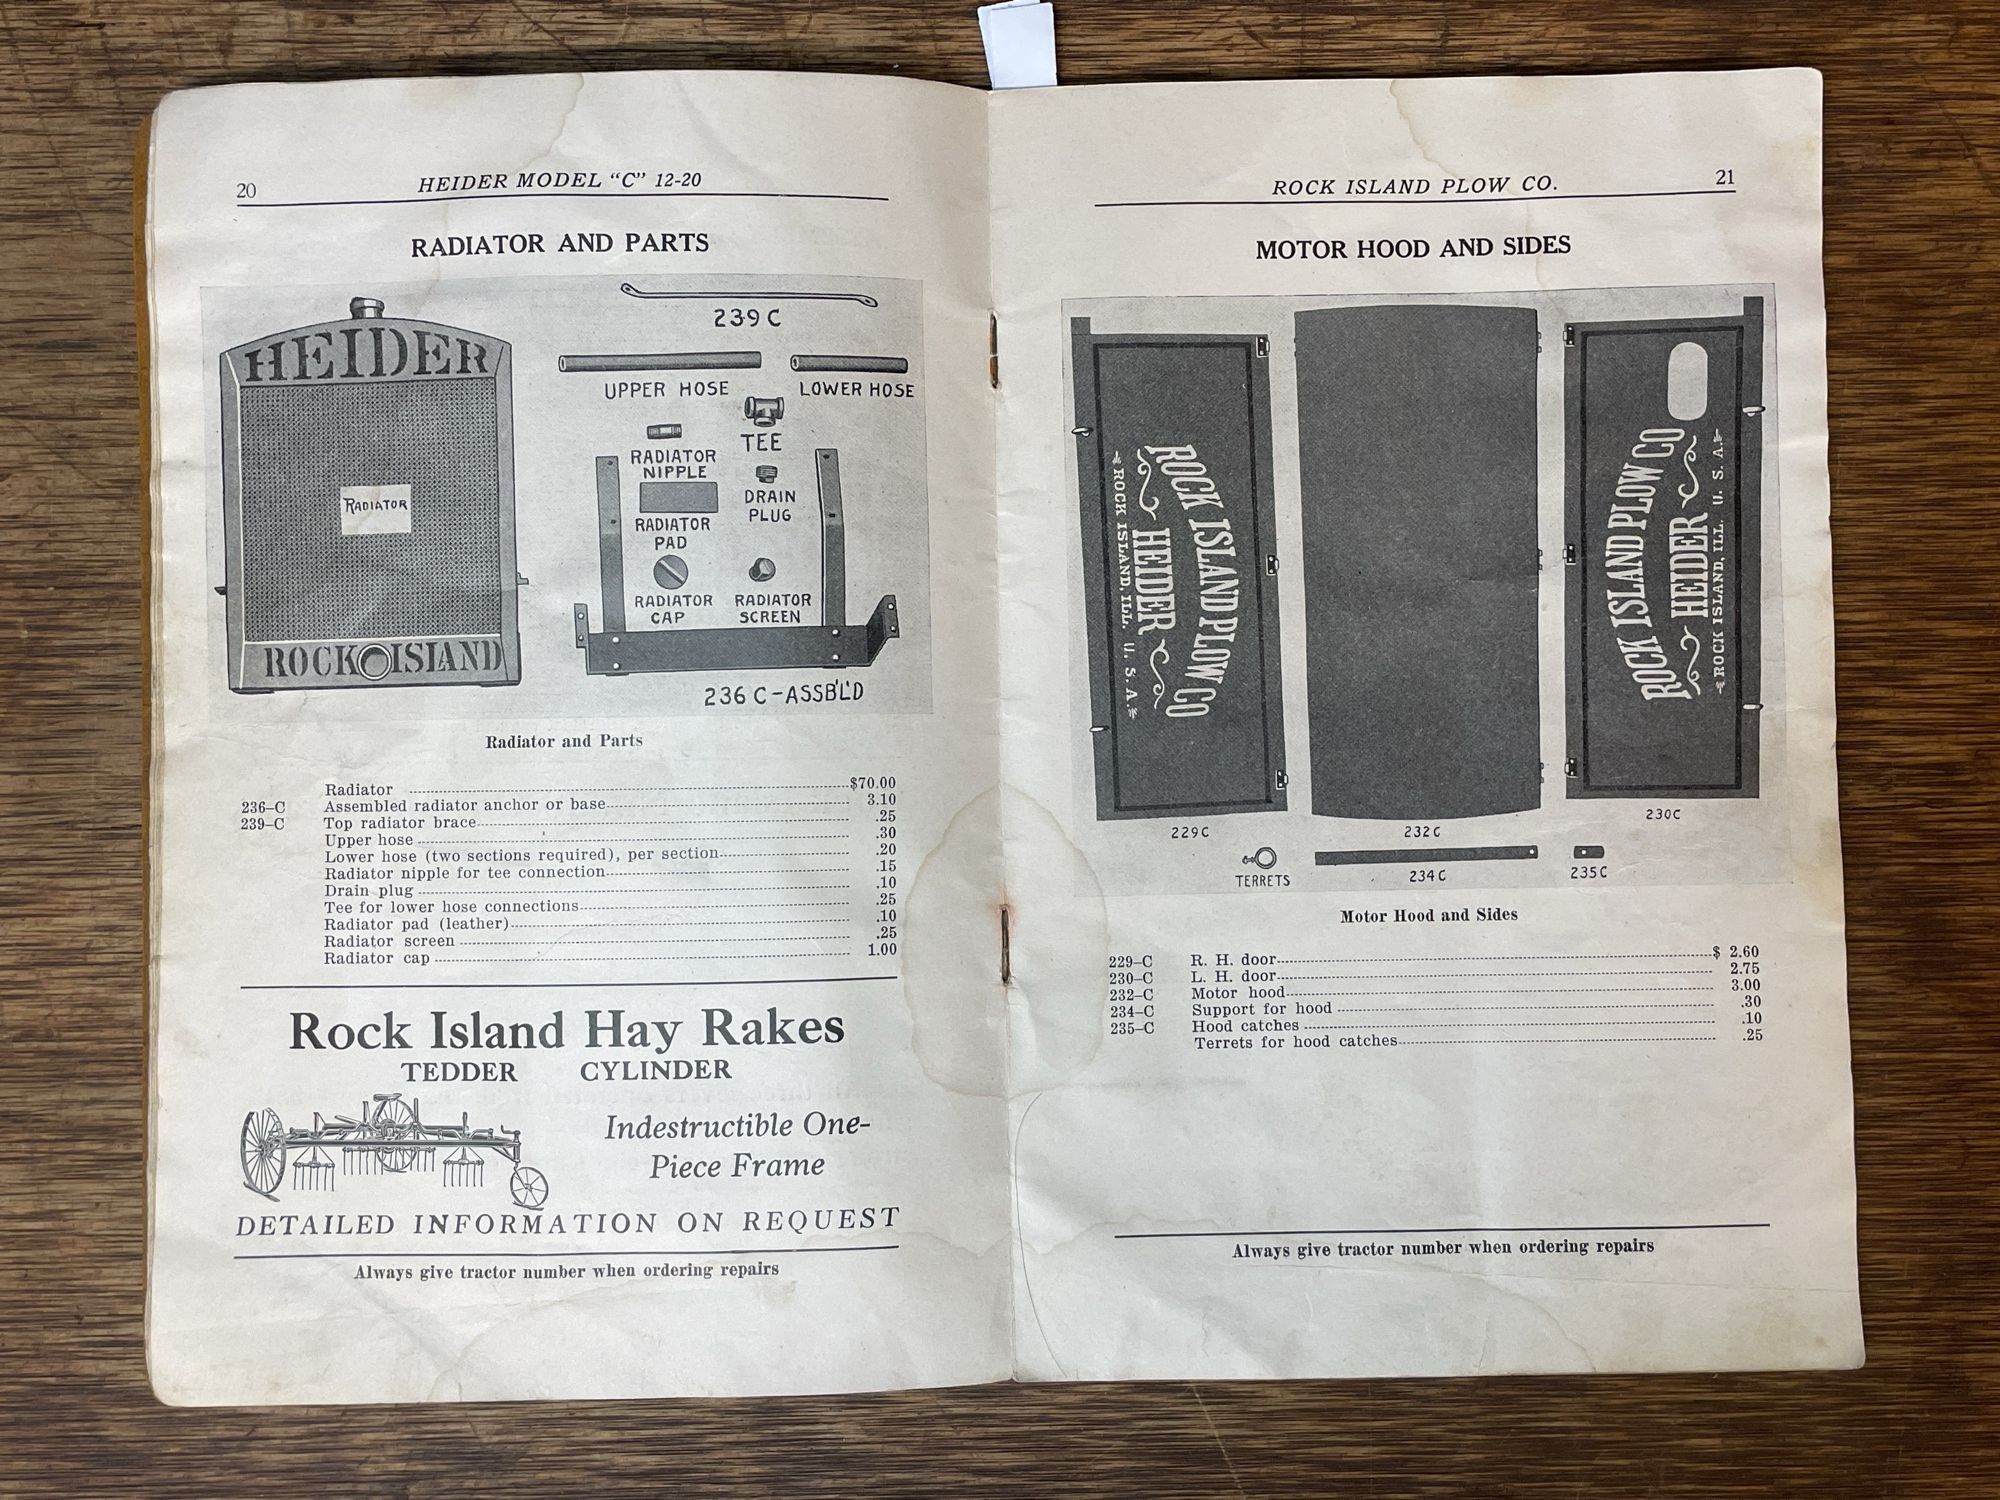 20
HEIDER MODEL “C” 12-20
RADIATOR AND PARTS
HEIDER
RADIATOR
ROCK ISLAND
239 C
UPPER HOSE
LOWER HOSE
TEE
RADIATOR
NIPPLE
DRAIN
PLUG
RADIATOR
PAD
RADIATOR
CAP
RADIATOR
SCREEN
236 C-ASSB'L'D
Radiator and Parts
Radiator $70.00
236–C Assembled radiator anchor or base 3.10
239–C Top radiator brace .25
Upper hose .30
Lower hose (two sections required), per section .20
Radiator nipple for tee connection .15
Drain plug .10
Tee for lower hose connections .25
Radiator pad (leather) .10
Radiator screen .25
Radiator cap 1.00
Rock Island Hay Rakes
TEDDER CYLINDER
Indestructible One-
Piece Frame
DETAILED INFORMATION ON REQUEST
Always give tractor number when ordering repairs
ROCK ISLAND PLOW CO.
21
MOTOR HOOD AND SIDES
ROCK ISLAND PLOW CO
HEIDER
ROCK ISLAND, ILL. U. S. A.
ROCK ISLAND PLOW CO
HEIDER
ROCK ISLAND, ILL. U. S. A.
229C
232C
230C
TERRETS
234C
235C
Motor Hood and Sides
229–C R. H. door $ 2.60
230–C L. H. door 2.75
232–C Motor hood 3.00
234–C Support for hood .30
235–C Hood catches .10
Terrets for hood catches .25
Always give tractor number when ordering repairs